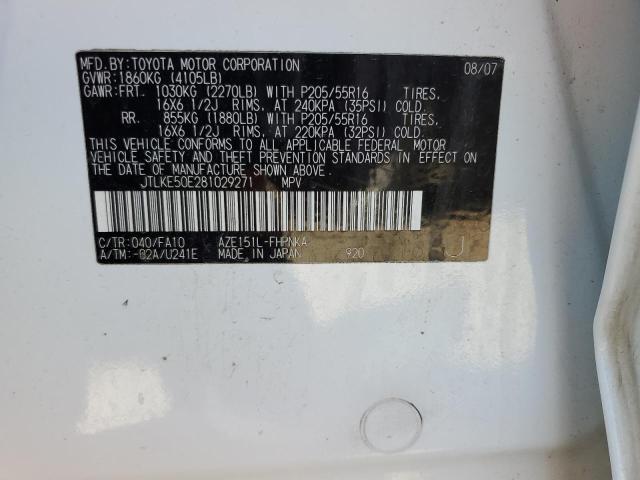 MFD.BY:TOYOTA MOTOR CORPORATION 08/07
GVWR:1860KG (4105LB)
GAWR:FRT. 1030KG (2270LB) WITH P205/55R16 TIRES,
16X6 1/2J RIMS, AT 240KPA (35PSI) COLD.
RR. 855KG (1880LB) WITH P205/55R16 TIRES,
16X6 1/2J RIMS, AT 220KPA (32PSI) COLD.
THIS VEHICLE CONFORMS TO ALL APPLICABLE FEDERAL MOTOR
VEHICLE SAFETY AND THEFT PREVENTION STANDARDS IN EFFECT ON
THE DATE OF MANUFACTURE SHOWN ABOVE.
JTLKE50E281029271 MPV
C/TR:040/FA10 AZE151L-FHPNKA
A/TM:-02A/U241E MADE IN JAPAN 920 J